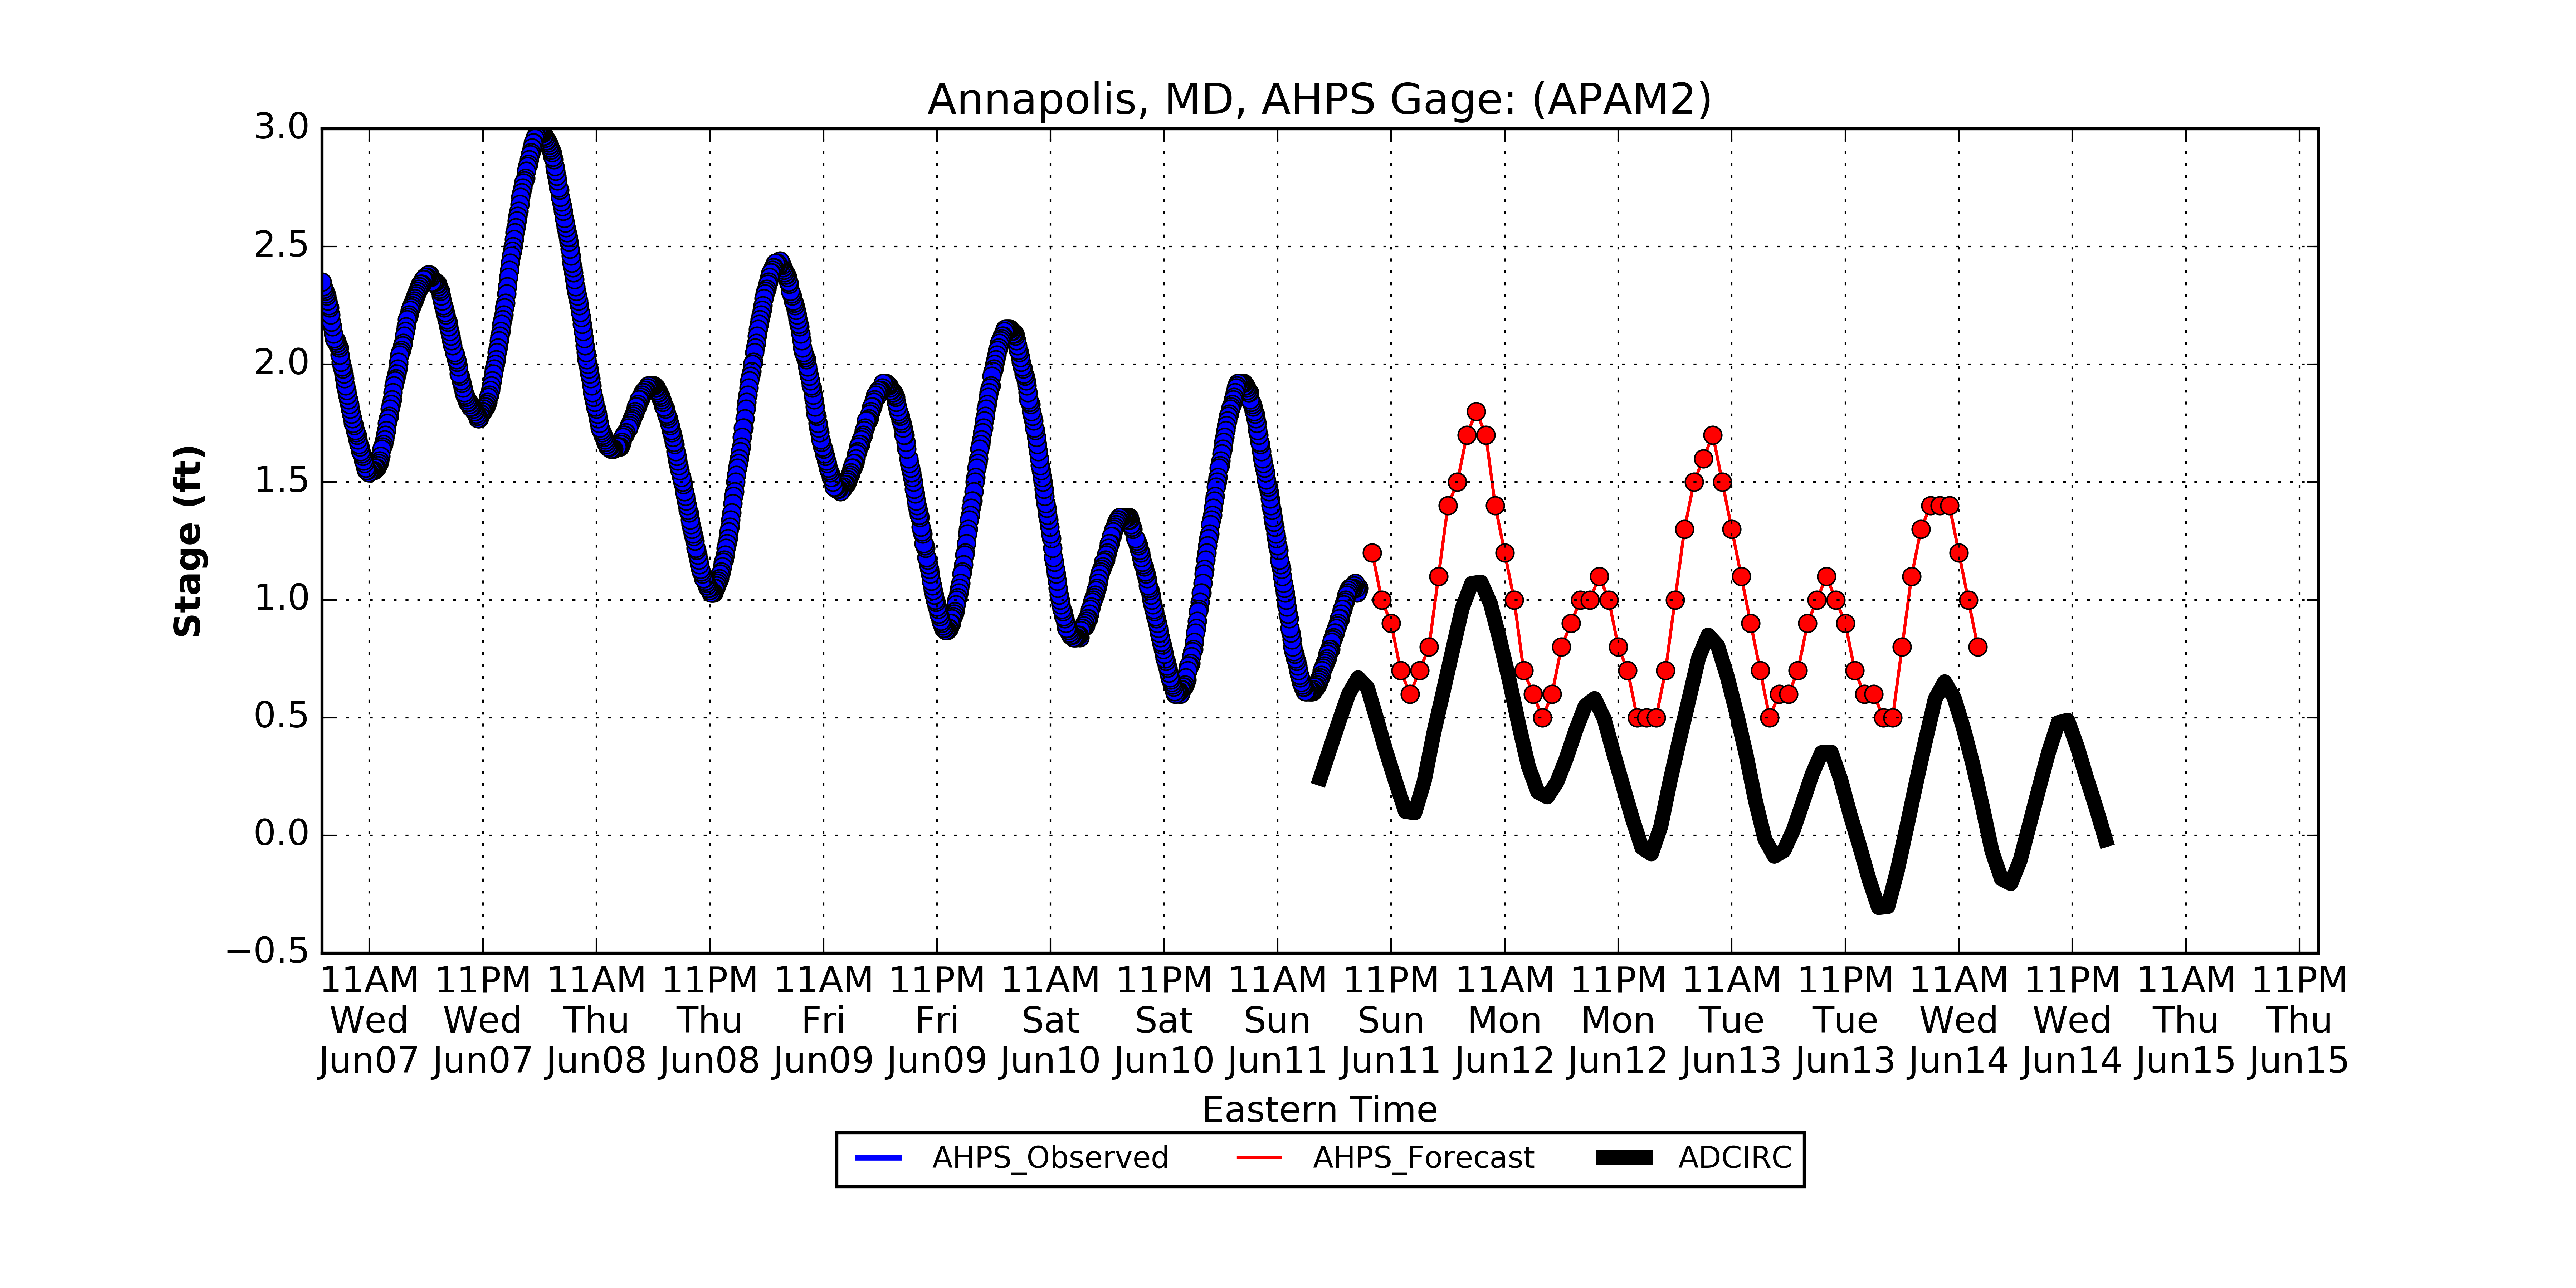 Annapolis, MD, AHPS Gage: (APAM2)
3.0
2.5
2.0
1.5
1.0
0.5
0.0
−0.5
Stage (ft)
11AM 11PM 11AM 11PM 11AM 11PM 11AM 11PM 11AM 11PM 11AM 11PM 11AM 11PM 11AM 11PM 11AM 11PM
Wed Wed Thu Thu Fri Fri Sat Sat Sun Sun Mon Mon Tue Tue Wed Wed Thu Thu
Jun07 Jun07 Jun08 Jun08 Jun09 Jun09 Jun10 Jun10 Jun11 Jun11 Jun12 Jun12 Jun13 Jun13 Jun14 Jun14 Jun15 Jun15
Eastern Time
AHPS_Observed AHPS_Forecast ADCIRC